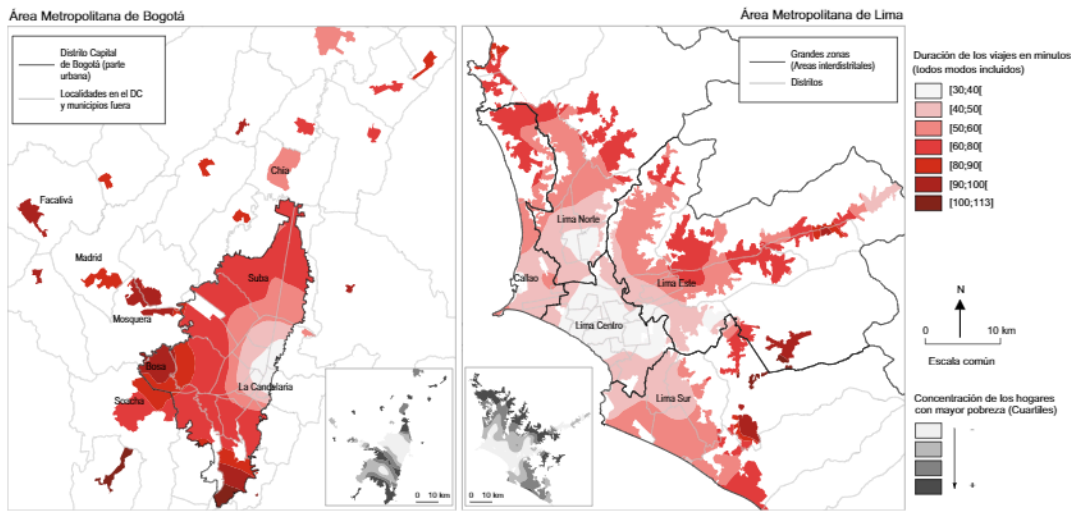 Área Metropolitana de Bogotá
Distrito Capital
de Bogotá (parte
urbana)
Localidades en el DC
y municipios fuera
Chía
Facalivá
Madrid
Suba
Mosquera
Bosa
La Candelaria
Soacha
0 10 km
Área Metropolitana de Lima
Grandes zonas
(Areas interdistritales)
Distritos
Lima Norte
Callao
Lima Este
Lima Centro
Lima Sur
0 10 km
Duración de los viajes en minutos
(todos modos incluidos)
[30;40[
[40;50[
[50;60[
[60;80[
[80;90[
[90;100[
[100;113]
N
0 10 km
Escala común
Concentración de los hogares
con mayor pobreza (Cuartiles)
-
+